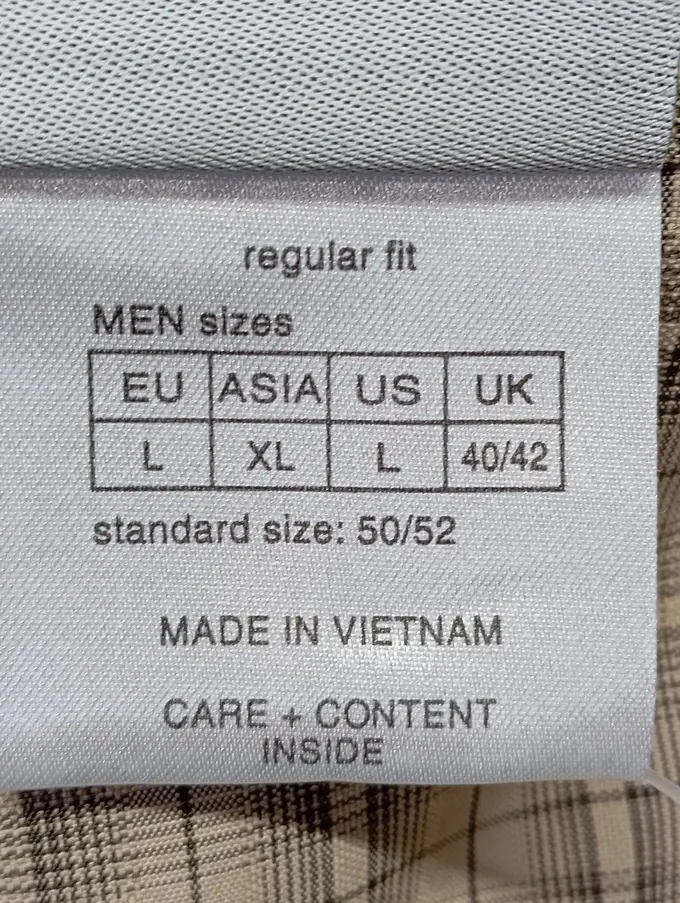 regular fit
MEN sizes
EU ASIA US UK
L XL L 40/42
standard size: 50/52
MADE IN VIETNAM
CARE + CONTENT
INSIDE